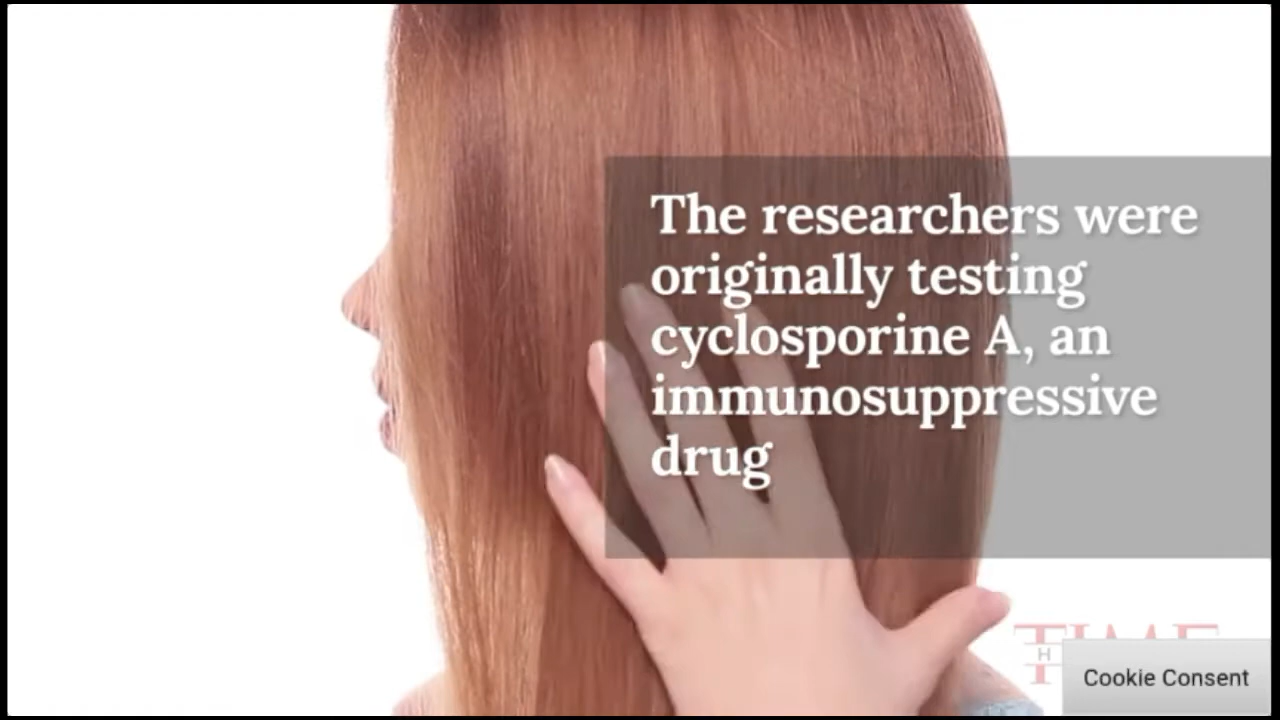 The researchers were
originally testing
cyclosporine A, an
immunosuppressive
drug
TIME
H
Cookie Consent